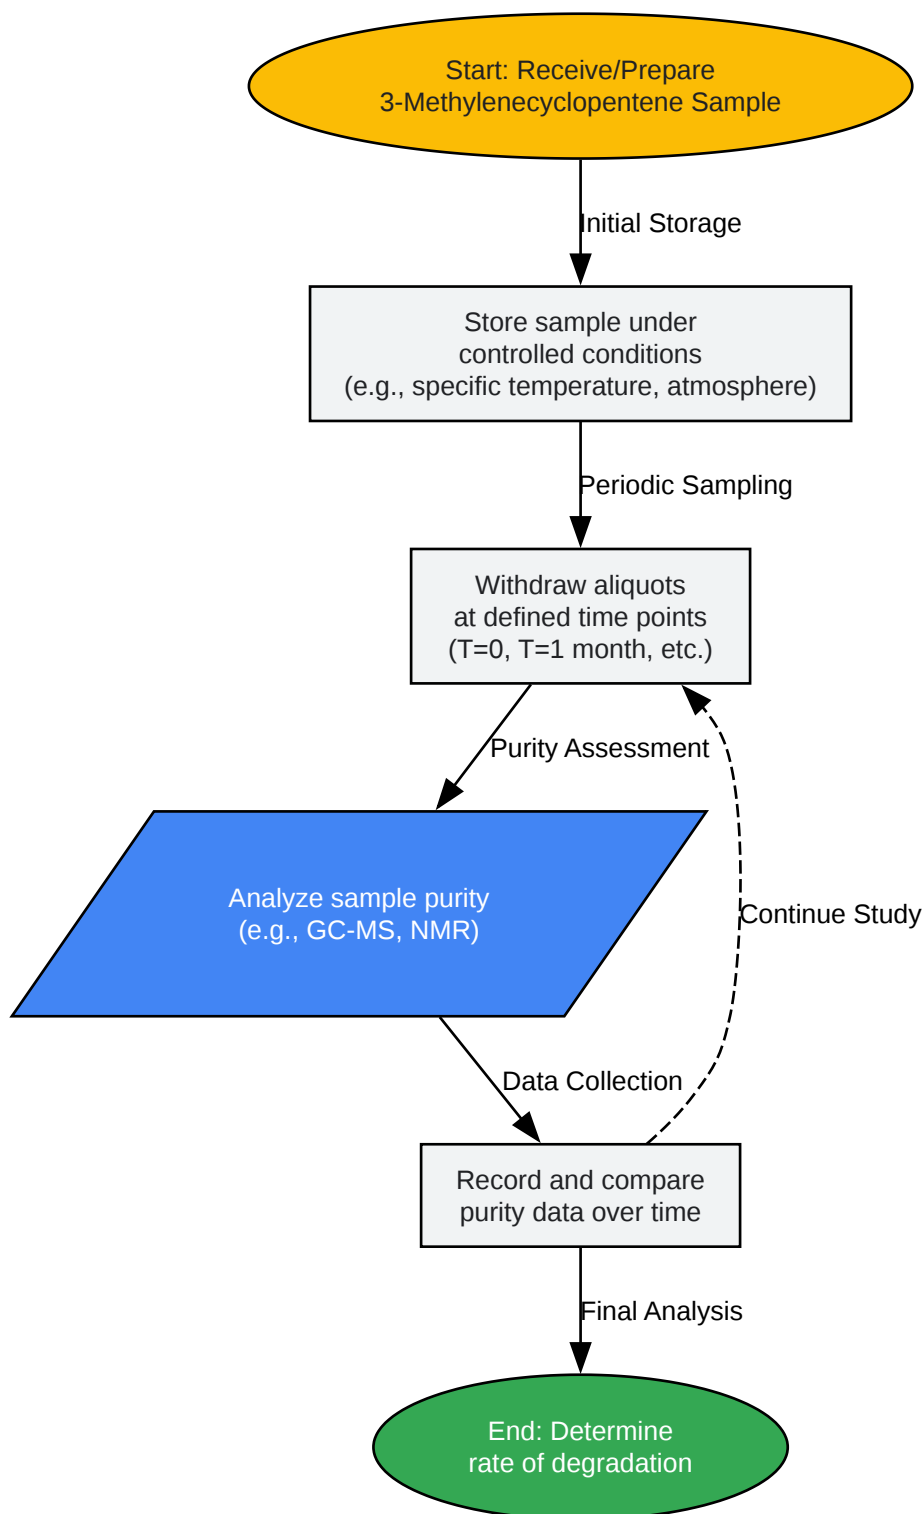 Start: Receive/Prepare
3-Methylenecyclopentene Sample
Initial Storage
Store sample under
controlled conditions
(e.g., specific temperature, atmosphere)
Periodic Sampling
Withdraw aliquots
at defined time points
(T=0, T=1 month, etc.)
Purity Assessment
Analyze sample purity
(e.g., GC-MS, NMR)
Continue Study
Data Collection
Record and compare
purity data over time
Final Analysis
End: Determine
rate of degradation